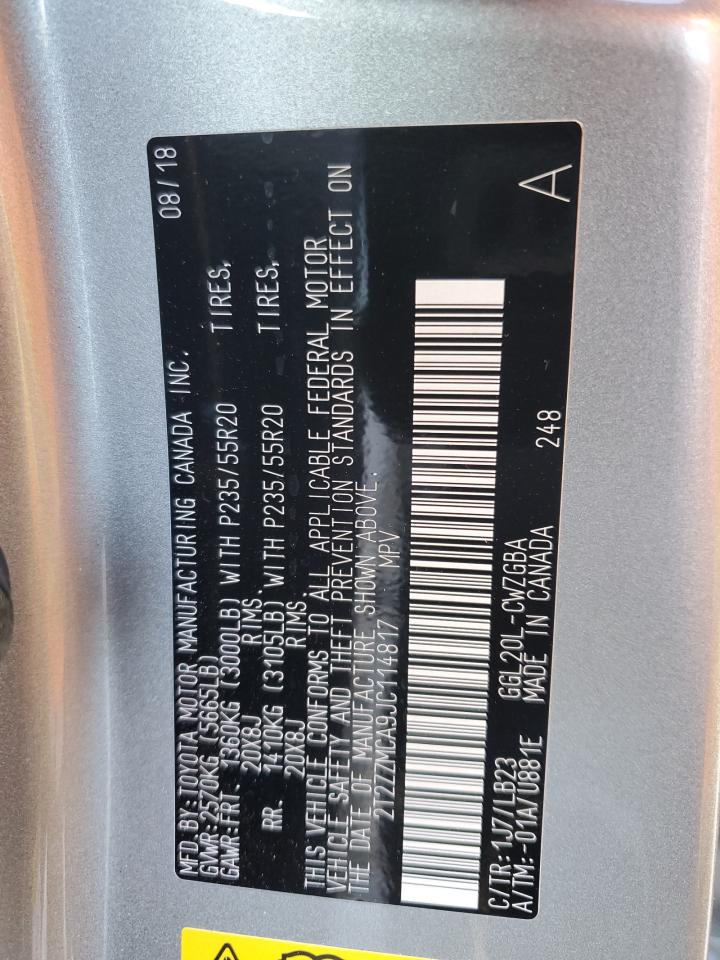 MFD. BY: TOYOTA MOTOR MANUFACTURING CANADA INC. 08/18
GVWR: 2570KG (5665LB)
GAWR: FRT. 1360KG (3000LB) WITH P235/55R20 TIRES,
20X8J RIMS.
RR. 1410KG (3105LB) WITH P235/55R20 TIRES,
20X8J RIMS.
THIS VEHICLE CONFORMS TO ALL APPLICABLE FEDERAL MOTOR
VEHICLE SAFETY AND THEFT PREVENTION STANDARDS IN EFFECT ON
THE DATE OF MANUFACTURE SHOWN ABOVE.
2T2ZZMCA9JC114817 MPV
C/TR: 1J7/LB23 GGL20L-CWZGBA 248 A
A/TM: -01A/U881E MADE IN CANADA